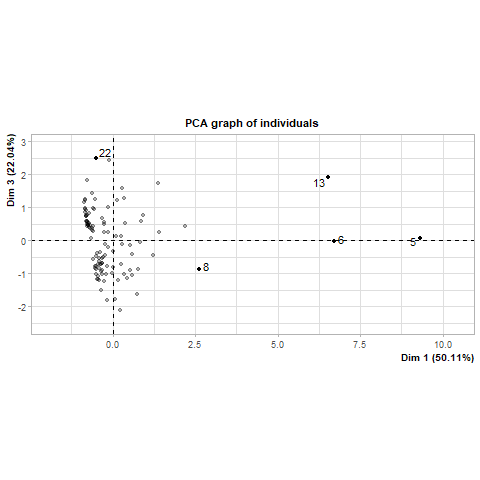 PCA graph of individuals
Dim 3 (22.04%)
3
2
1
0
-1
-2
22
13
6
5
8
0.0 2.5 5.0 7.5 10.0
Dim 1 (50.11%)